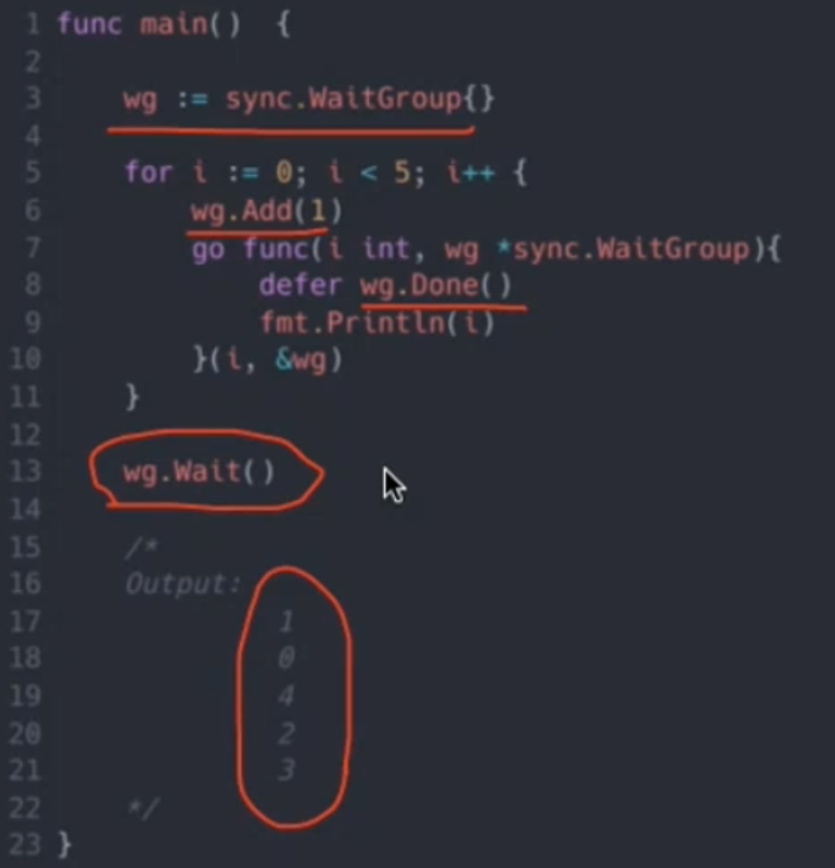 1 func main()  {
2
3     wg := sync.WaitGroup{}
4
5     for i := 0; i < 5; i++ {
6         wg.Add(1)
7         go func(i int, wg *sync.WaitGroup){
8             defer wg.Done()
9             fmt.Println(i)
10         }(i, &wg)
11     }
12
13     wg.Wait()
14
15     /*
16     Output:
17              1
18              0
19              4
20              2
21              3
22     */
23 }